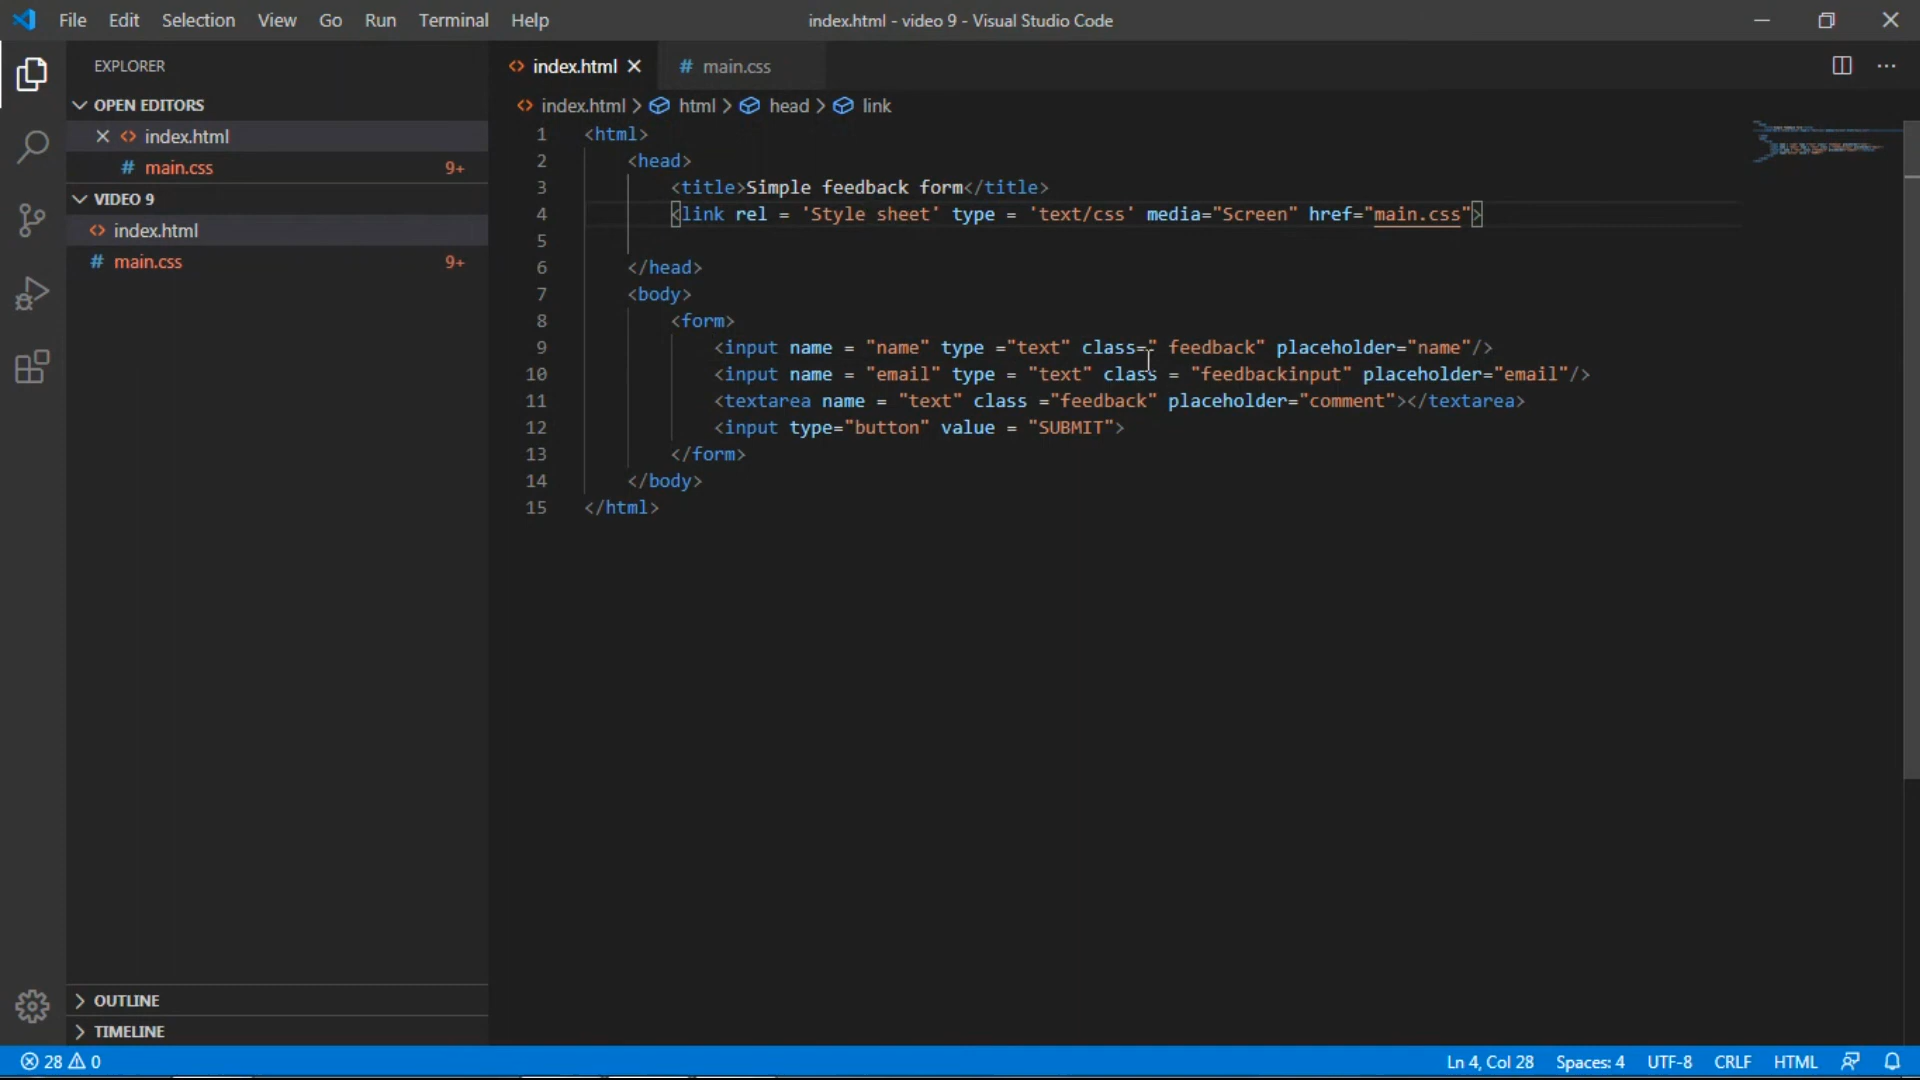 File Edit Selection View Go Run Terminal Help
index.html - video 9 - Visual Studio Code
EXPLORER
OPEN EDITORS
index.html
main.css 9+
VIDEO 9
index.html
main.css 9+
OUTLINE
TIMELINE
index.html
main.css
index.html > html > head > link
1 <html>
2 <head>
3 <title>Simple feedback form</title>
4 <link rel = 'Style sheet' type = 'text/css' media="Screen" href="main.css">
5
6 </head>
7 <body>
8 <form>
9 <input name = "name" type ="text" class=" feedback" placeholder="name"/>
10 <input name = "email" type = "text" class = "feedbackinput" placeholder="email"/>
11 <textarea name = "text" class ="feedback" placeholder="comment"></textarea>
12 <input type="button" value = "SUBMIT">
13 </form>
14 </body>
15 </html>
28 0
Ln 4, Col 28 Spaces: 4 UTF-8 CRLF HTML